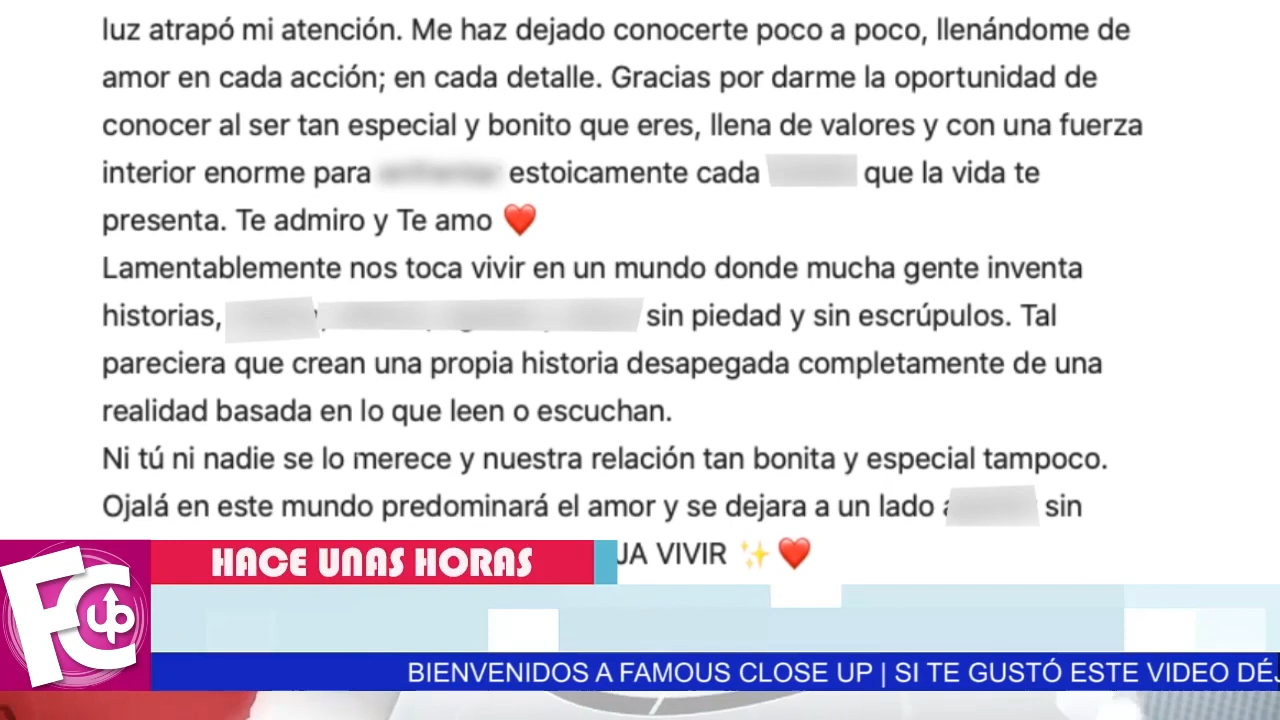 luz atrapó mi atención. Me haz dejado conocerte poco a poco, llenándome de
amor en cada acción; en cada detalle. Gracias por darme la oportunidad de
conocer al ser tan especial y bonito que eres, llena de valores y con una fuerza
interior enorme para estoicamente cada que la vida te
presenta. Te admiro y Te amo ❤️
Lamentablemente nos toca vivir en un mundo donde mucha gente inventa
historias, sin piedad y sin escrúpulos. Tal
pareciera que crean una propia historia desapegada completamente de una
realidad basada en lo que leen o escuchan.
Ni tú ni nadie se lo merece y nuestra relación tan bonita y especial tampoco.
Ojalá en este mundo predominará el amor y se dejara a un lado sin
JA VIVIR ✨❤️
HACE UNAS HORAS
FC up
BIENVENIDOS A FAMOUS CLOSE UP | SI TE GUSTÓ ESTE VIDEO DÉJ